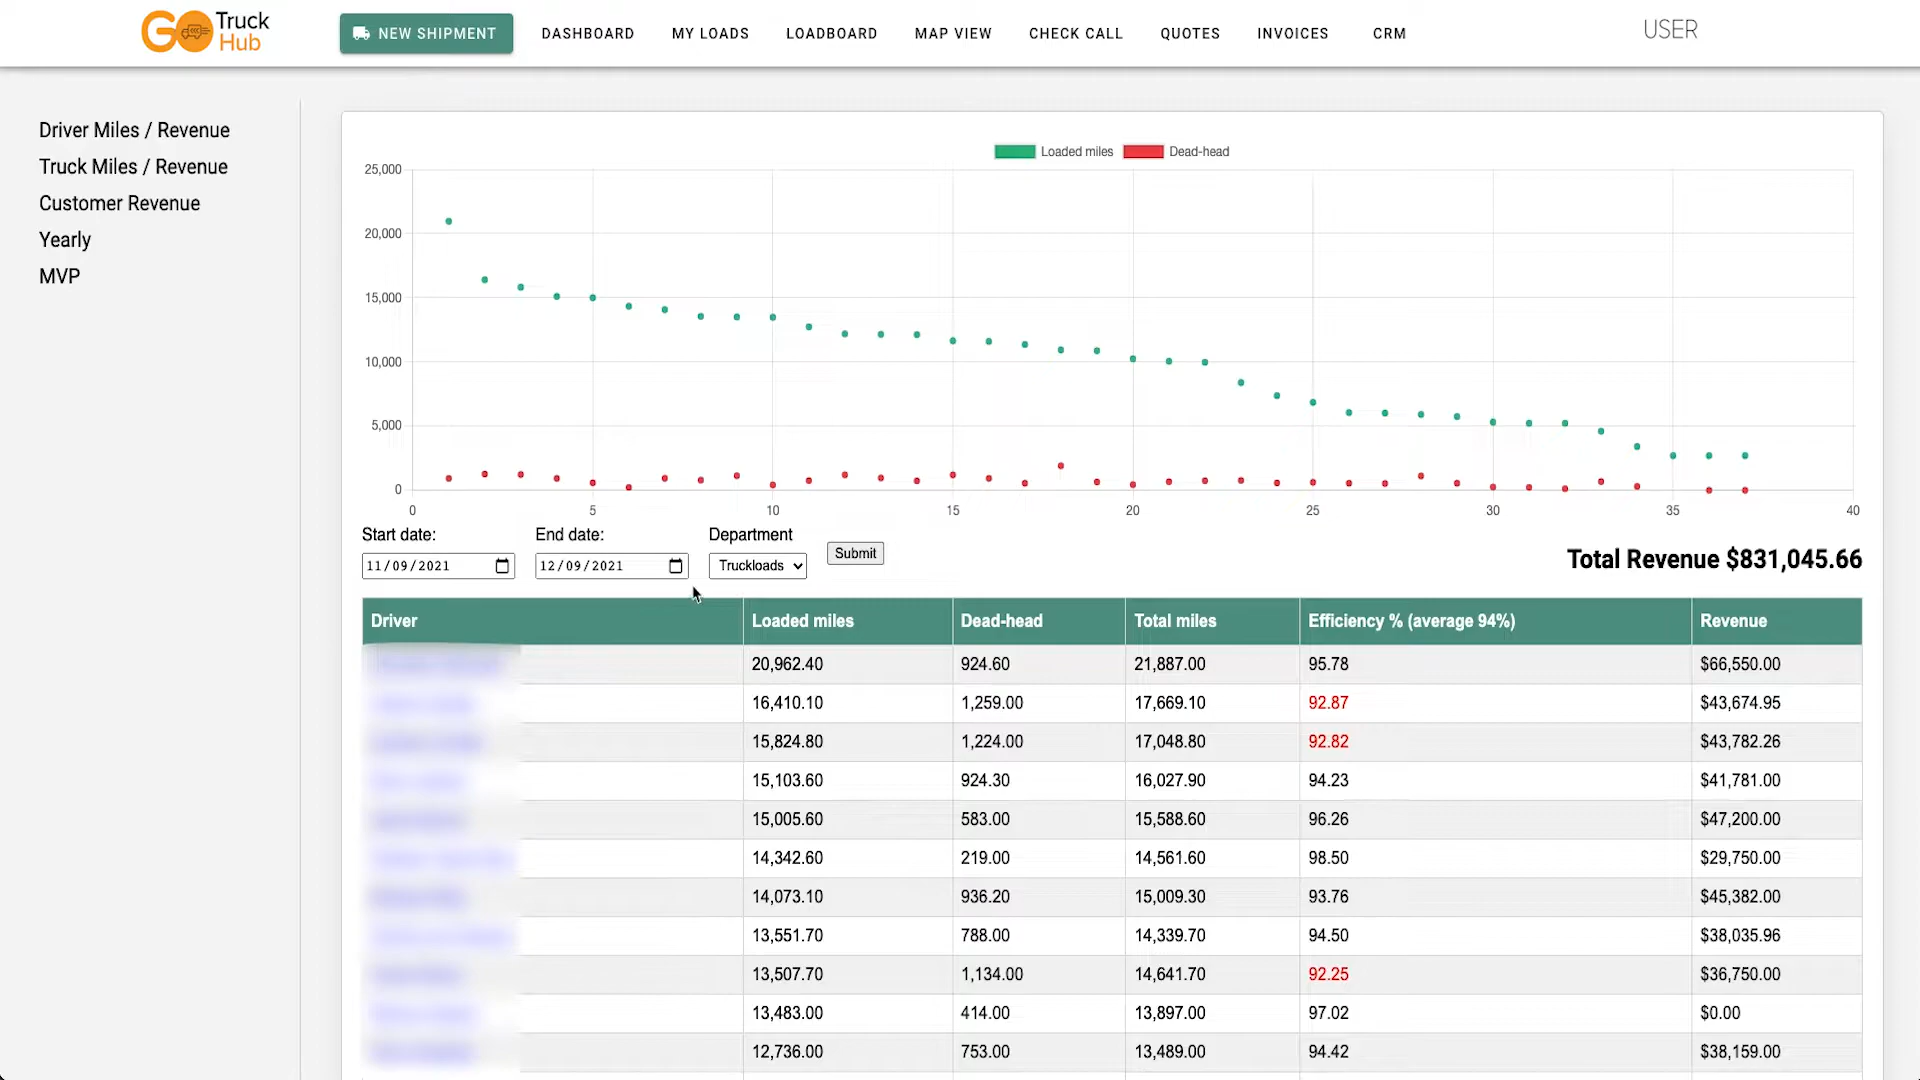 GO Truck Hub
NEW SHIPMENT DASHBOARD MY LOADS LOADBOARD MAP VIEW CHECK CALL QUOTES INVOICES CRM USER
Driver Miles / Revenue
Truck Miles / Revenue
Customer Revenue
Yearly
MVP
Loaded miles Dead-head
25,000
20,000
15,000
10,000
5,000
0
0 5 10 15 20 25 30 35 40
Start date: End date: Department
11/09/2021 12/09/2021 Truckloads Submit
Total Revenue $831,045.66
Driver Loaded miles Dead-head Total miles Efficiency % (average 94%) Revenue
20,962.40 924.60 21,887.00 95.78 $66,550.00
16,410.10 1,259.00 17,669.10 92.87 $43,674.95
15,824.80 1,224.00 17,048.80 92.82 $43,782.26
15,103.60 924.30 16,027.90 94.23 $41,781.00
15,005.60 583.00 15,588.60 96.26 $47,200.00
14,342.60 219.00 14,561.60 98.50 $29,750.00
14,073.10 936.20 15,009.30 93.76 $45,382.00
13,551.70 788.00 14,339.70 94.50 $38,035.96
13,507.70 1,134.00 14,641.70 92.25 $36,750.00
13,483.00 414.00 13,897.00 97.02 $0.00
12,736.00 753.00 13,489.00 94.42 $38,159.00